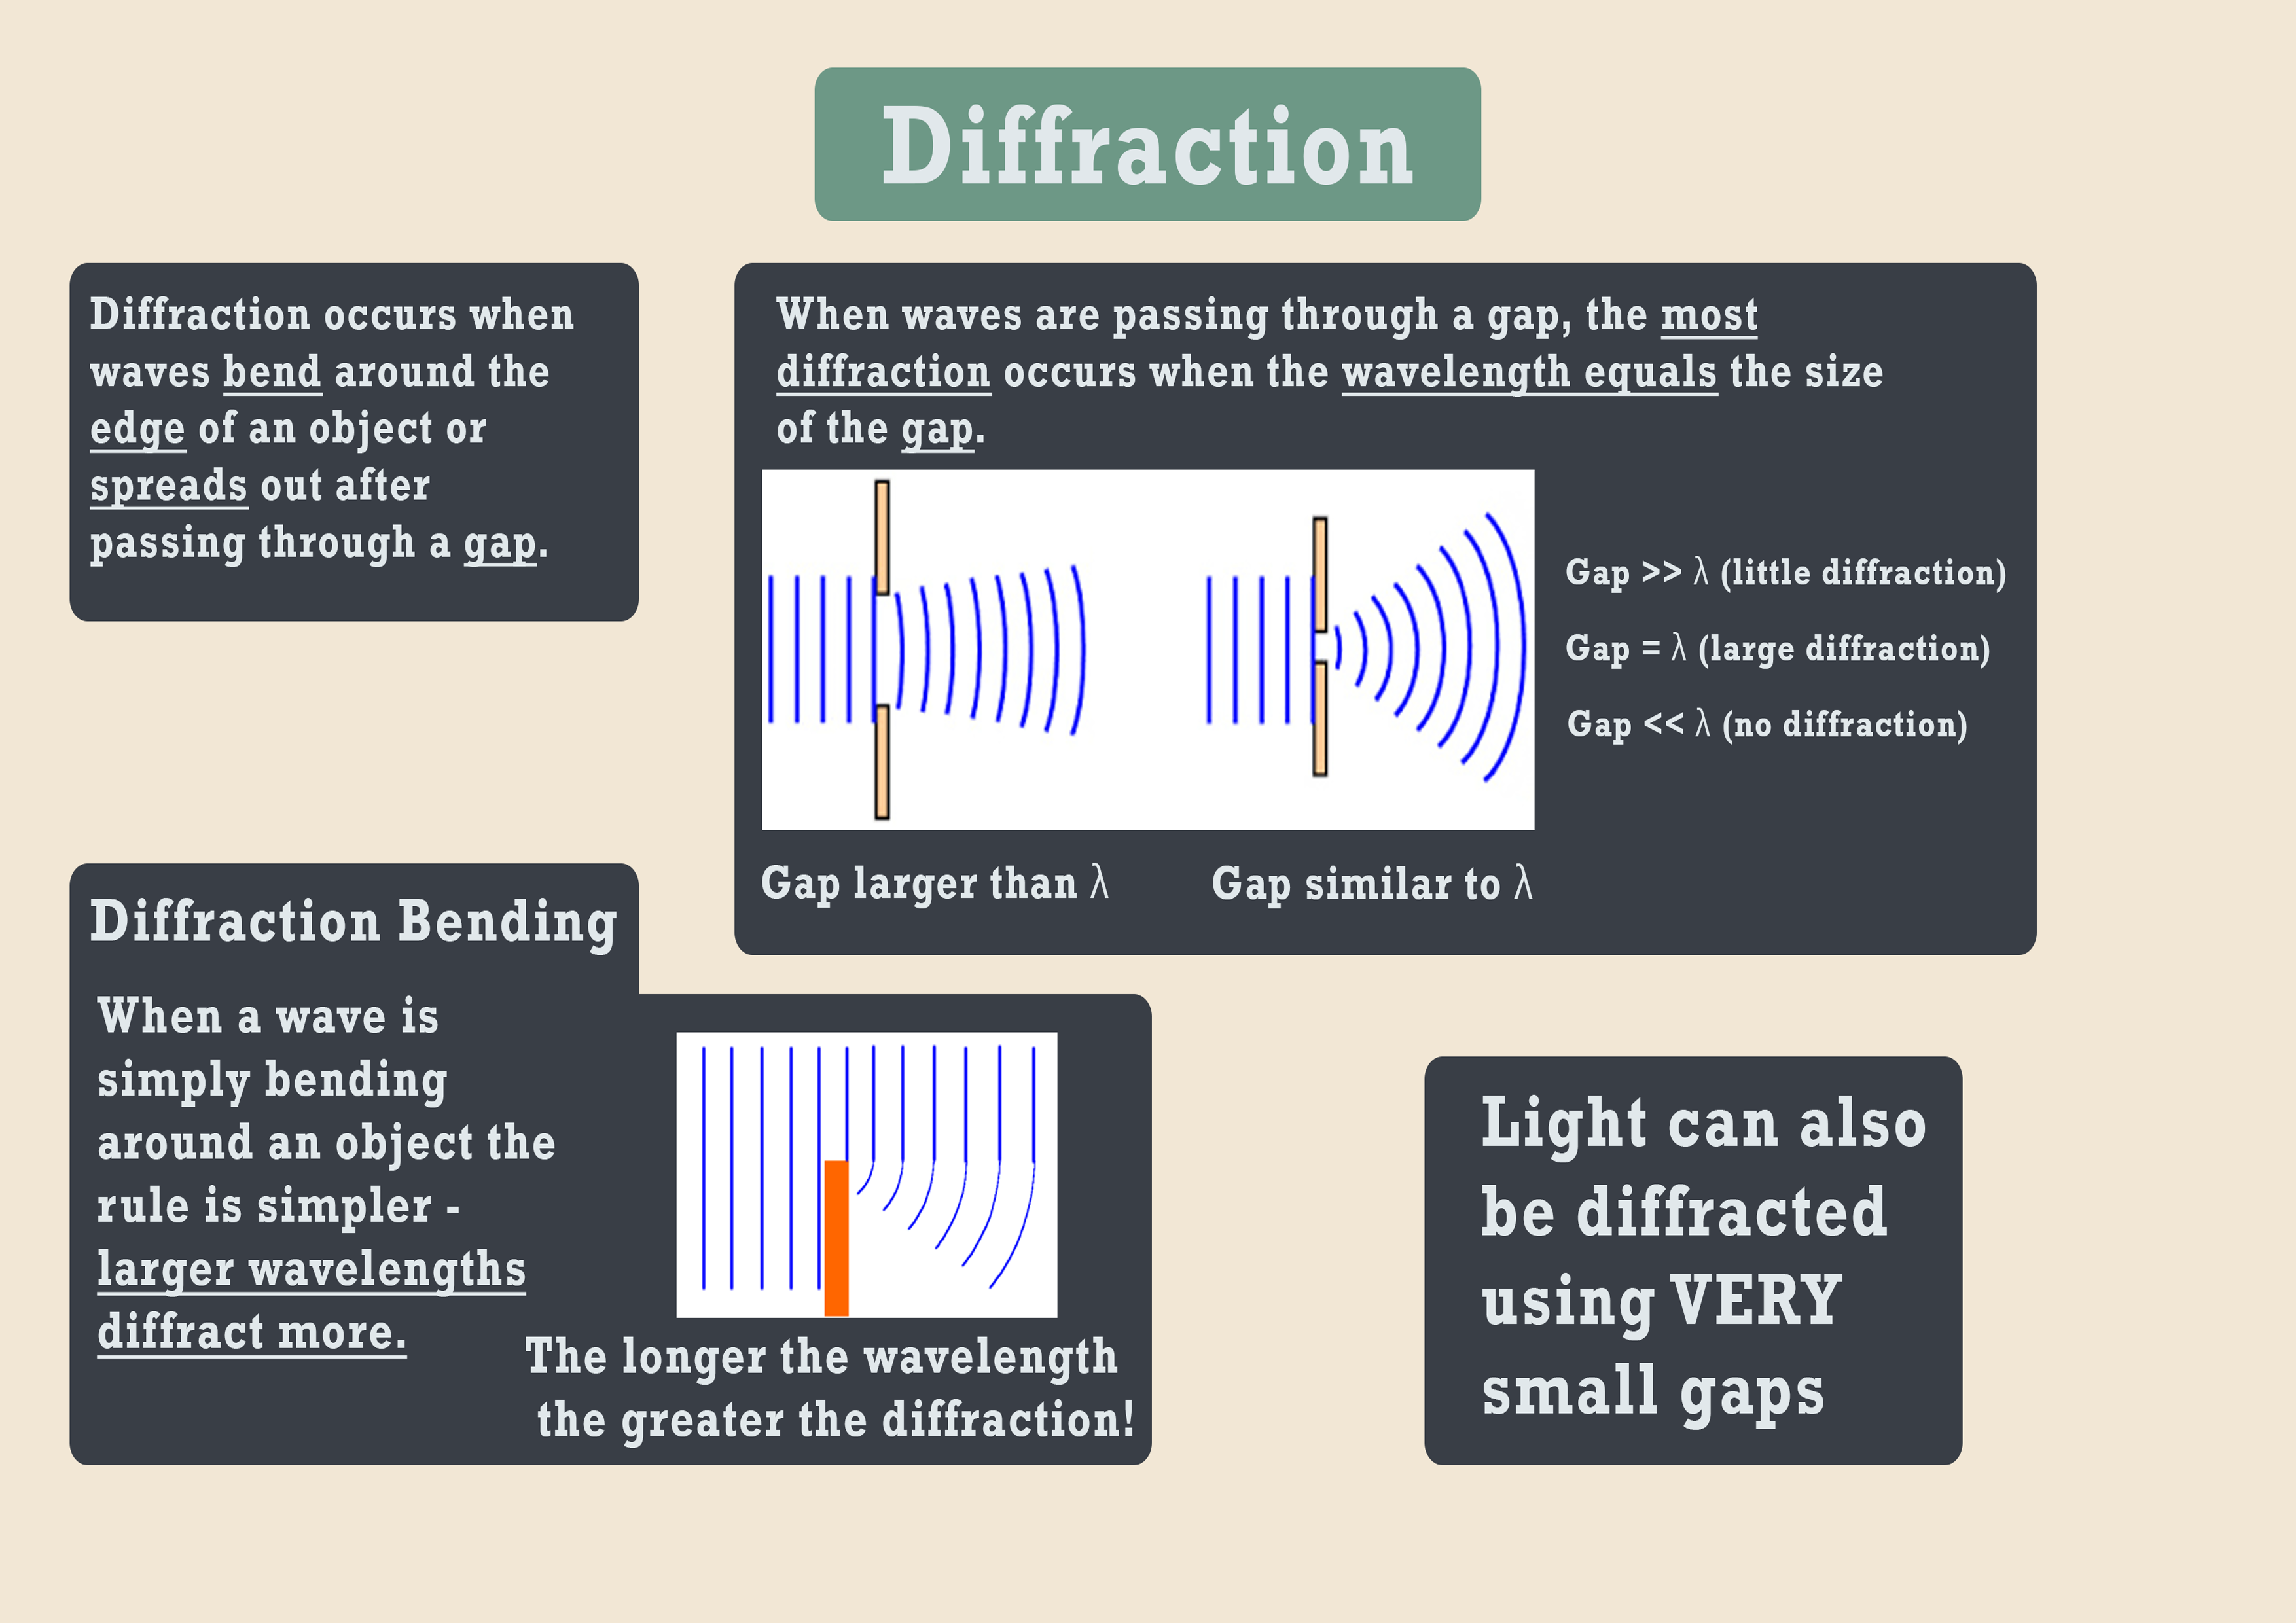 Diffraction
Diffraction occurs when
waves bend around the
edge of an object or
spreads out after
passing through a gap.
When waves are passing through a gap, the most
diffraction occurs when the wavelength equals the size
of the gap.
Gap >> λ (little diffraction)
Gap = λ (large diffraction)
Gap << λ (no diffraction)
Gap larger than λ
Gap similar to λ
Diffraction Bending
When a wave is
simply bending
around an object the
rule is simpler -
larger wavelengths
diffract more.
The longer the wavelength
the greater the diffraction!
Light can also
be diffracted
using VERY
small gaps